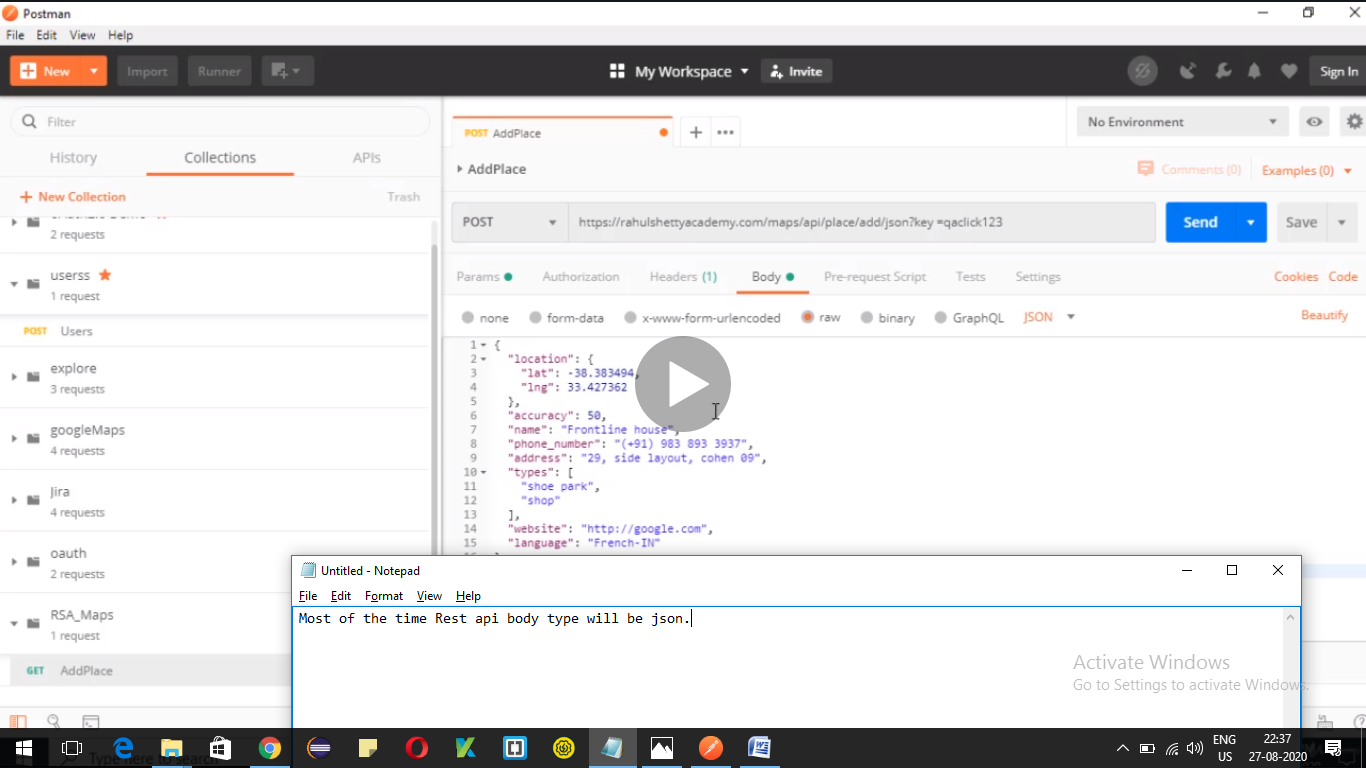 Postman
File Edit View Help
New Import Runner My Workspace Invite Sign In
Filter
History Collections APIs
New Collection Trash
2 requests
userss
1 request
POST Users
explore
3 requests
googleMaps
4 requests
Jira
4 requests
oauth
2 requests
RSA_Maps
1 request
GET AddPlace
POST AddPlace
No Environment
AddPlace
Comments (0) Examples (0)
POST https://rahulshettyacademy.com/maps/api/place/add/json?key =qaclick123 Send Save
Params Authorization Headers (1) Body Pre-request Script Tests Settings Cookies Code
none form-data x-www-form-urlencoded raw binary GraphQL JSON Beautify
1 {
2 "location": {
3 "lat": -38.383494,
4 "lng": 33.427362
5 },
6 "accuracy": 50,
7 "name": "Frontline house",
8 "phone_number": "(+91) 983 893 3937",
9 "address": "29, side layout, cohen 09",
10 "types": [
11 "shoe park",
12 "shop"
13 ],
14 "website": "http://google.com",
15 "language": "French-IN"
Untitled - Notepad
File Edit Format View Help
Most of the time Rest api body type will be json.
Activate Windows
Go to Settings to activate Windows.
Type here to search
ENG
US
22:37
27-08-2020